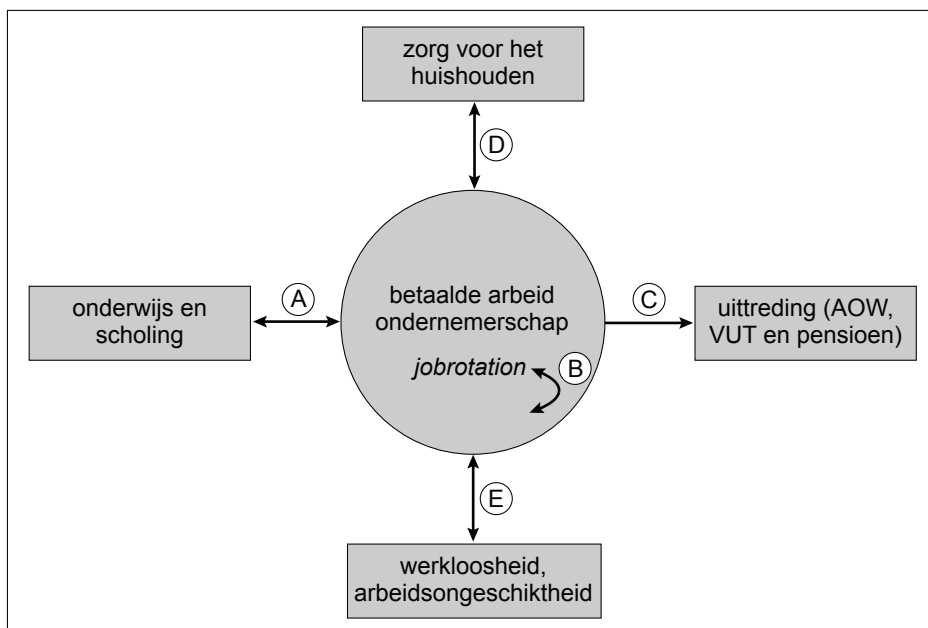 zorg voor het
huishouden
D
onderwijs en
scholing
A
betaalde arbeid
ondernemerschap
jobrotation
B
C
uittreding (AOW,
VUT en pensioen)
E
werkloosheid,
arbeidsongeschiktheid